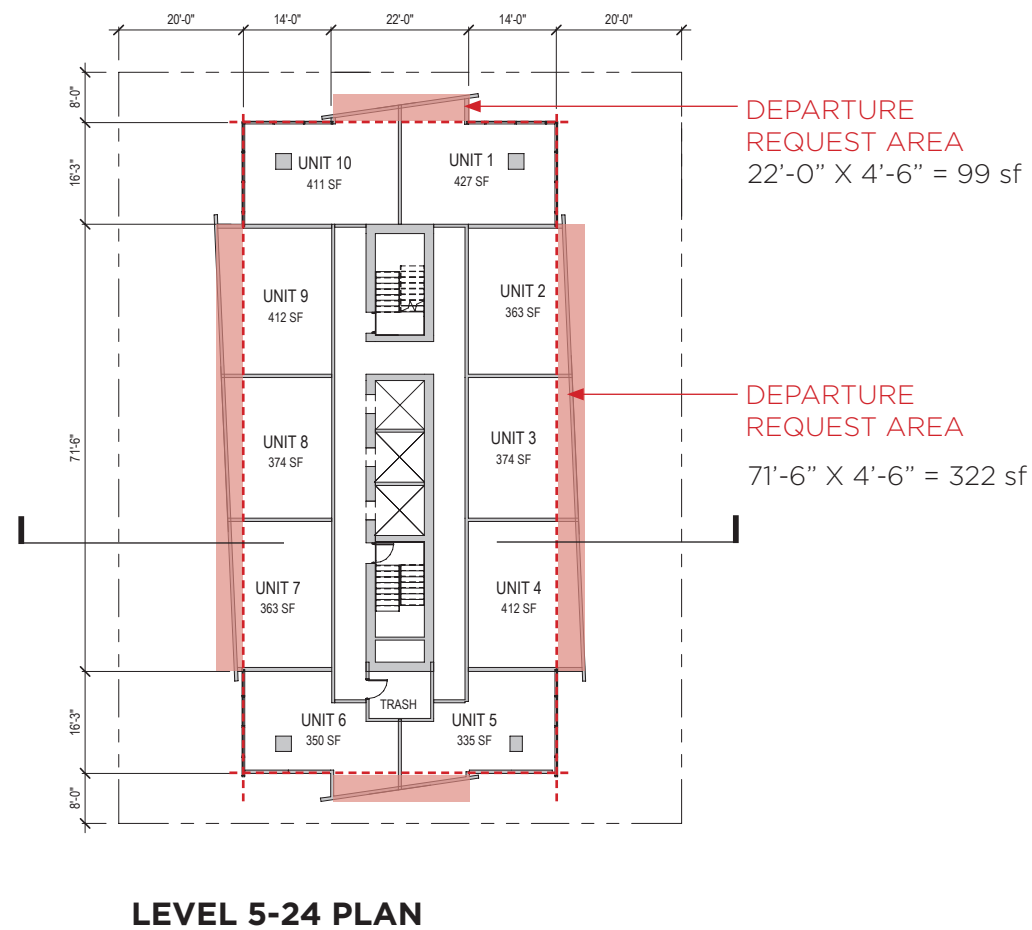 20'-0" 14'-0" 22'-0" 14'-0" 20'-0"
8'-0"
16'-3"
71'-6"
16'-3"
8'-0"
UNIT 10
411 SF
UNIT 1
427 SF
UNIT 9
412 SF
UNIT 2
363 SF
UNIT 8
374 SF
UNIT 3
374 SF
UNIT 7
363 SF
UNIT 4
412 SF
TRASH
UNIT 6
350 SF
UNIT 5
335 SF
DEPARTURE
REQUEST AREA
22'-0” X 4'-6” = 99 sf
DEPARTURE
REQUEST AREA
71'-6” X 4'-6” = 322 sf
LEVEL 5-24 PLAN